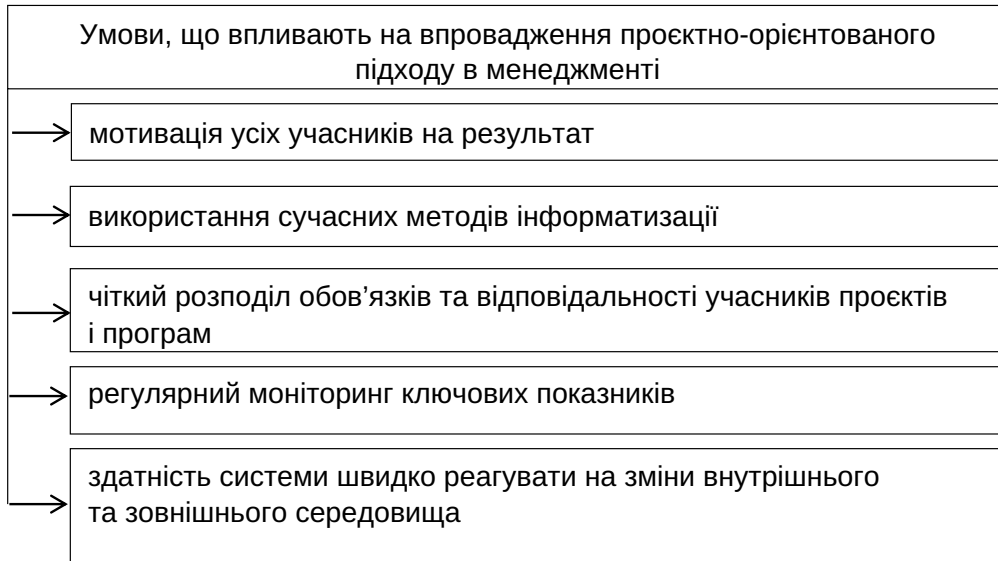 Умови, що впливають на впровадження проєктно-орієнтованого
підходу в менеджменті
мотивація усіх учасників на результат
використання сучасних методів інформатизації
чіткий розподіл обов’язків та відповідальності учасників проєктів
і програм
регулярний моніторинг ключових показників
здатність системи швидко реагувати на зміни внутрішнього
та зовнішнього середовища